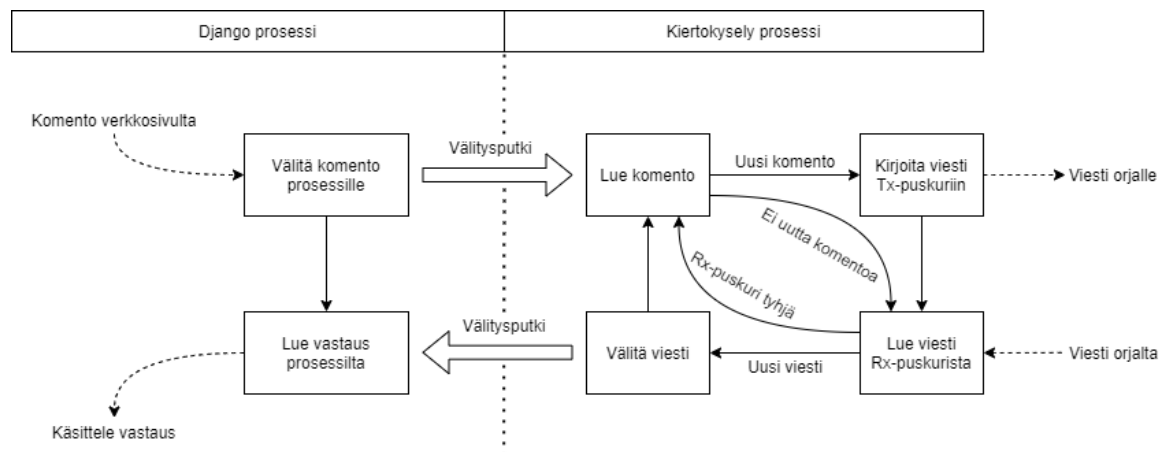 Django prosessi
Kiertokysely prosessi
Komento verkkosivulta
Välitä komento
prosessille
Välitysputki
Lue komento
Uusi komento
Kirjoita viesti
Tx-puskuriin
Viesti orjalle
Ei uutta komentoa
Rx-puskuri tyhjä
Lue vastaus
prosessilta
Välitysputki
Välitä viesti
Uusi viesti
Lue viesti
Rx-puskurista
Viesti orjalta
Käsittele vastaus